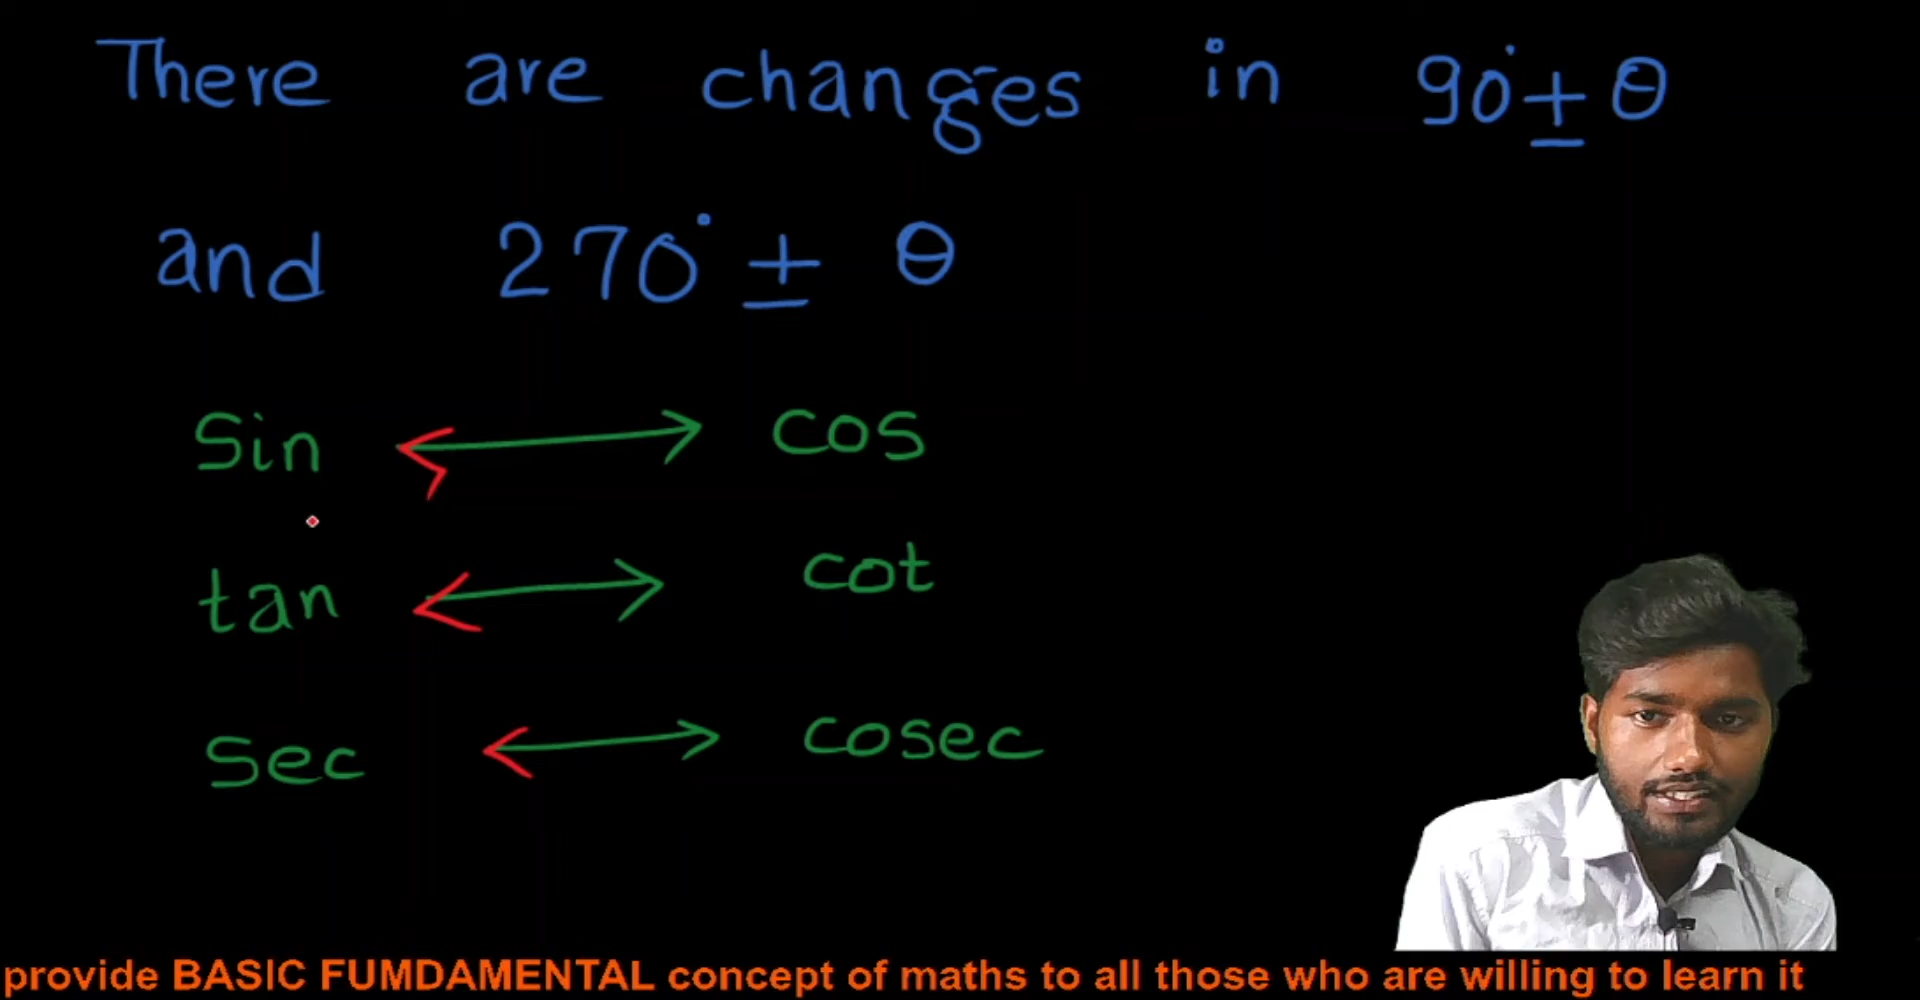 There are changes in 90° ± θ
and 270° ± θ
Sin ↔ cos
tan ↔ cot
Sec ↔ cosec
provide BASIC FUMDAMENTAL concept of maths to all those who are willing to learn it